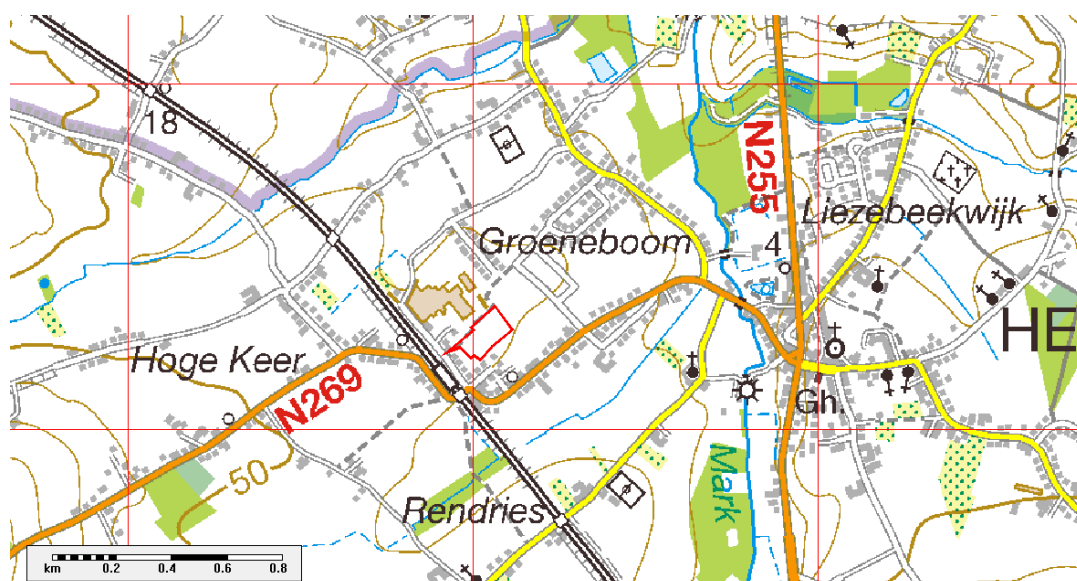 18
N255
Liezebeekwijk
Groeneboom
4
HE
Hoge Keer
N269
Gh.
50
Mark
Rendries
km 0.2 0.4 0.6 0.8